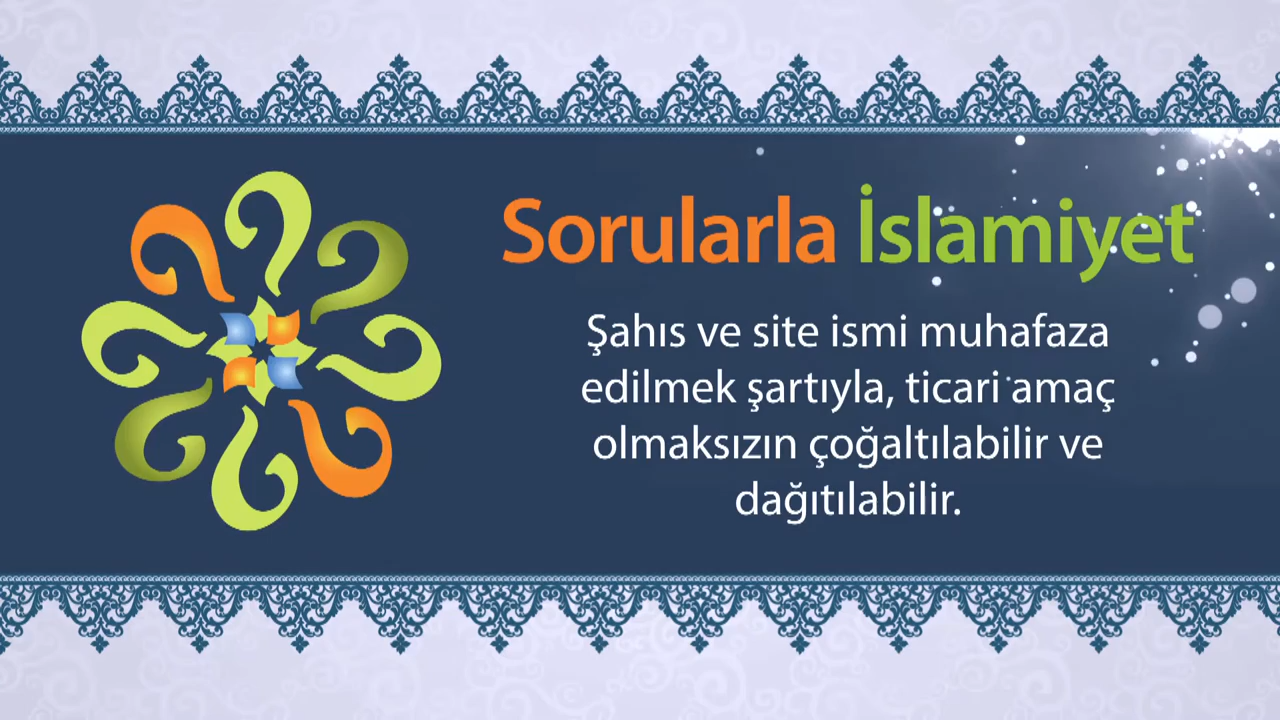 Sorularla İslamiyet
Şahıs ve site ismi muhafaza
edilmek şartıyla, ticari amaç
olmaksızın çoğaltılabilir ve
dağıtılabilir.